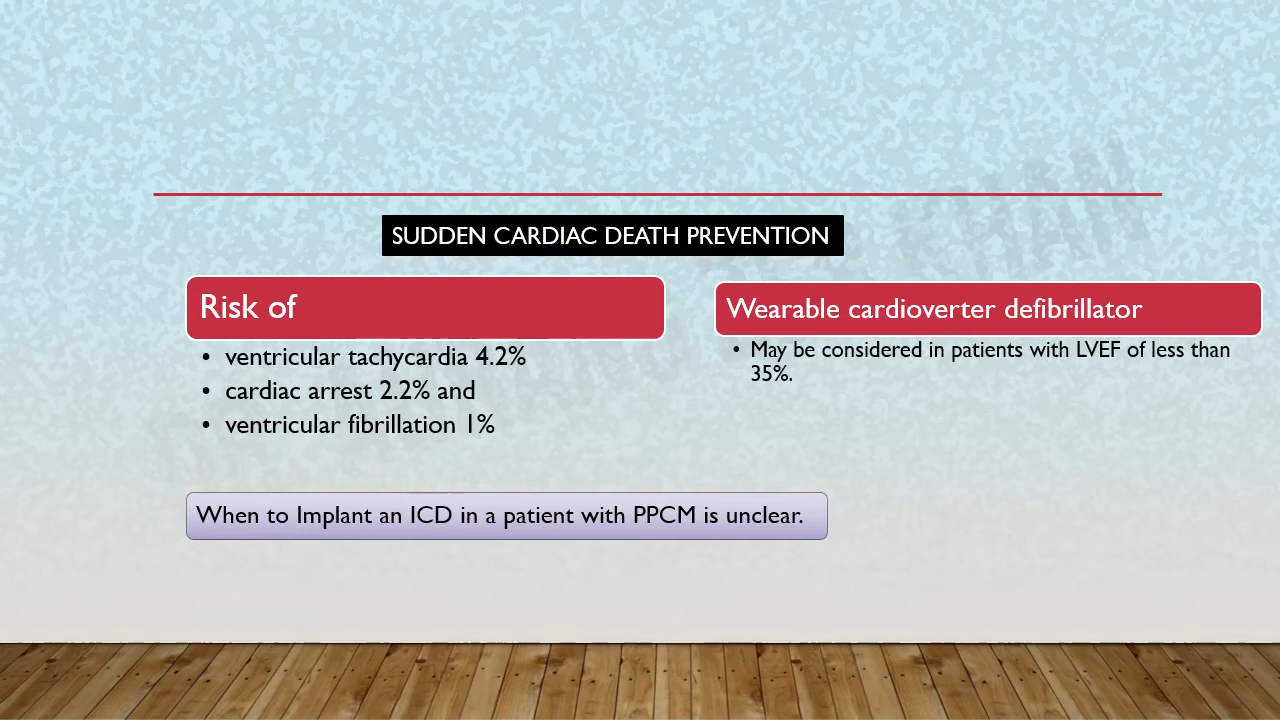 SUDDEN CARDIAC DEATH PREVENTION
Risk of
• ventricular tachycardia 4.2%
• cardiac arrest 2.2% and
• ventricular fibrillation 1%
Wearable cardioverter defibrillator
• May be considered in patients with LVEF of less than
35%.
When to Implant an ICD in a patient with PPCM is unclear.